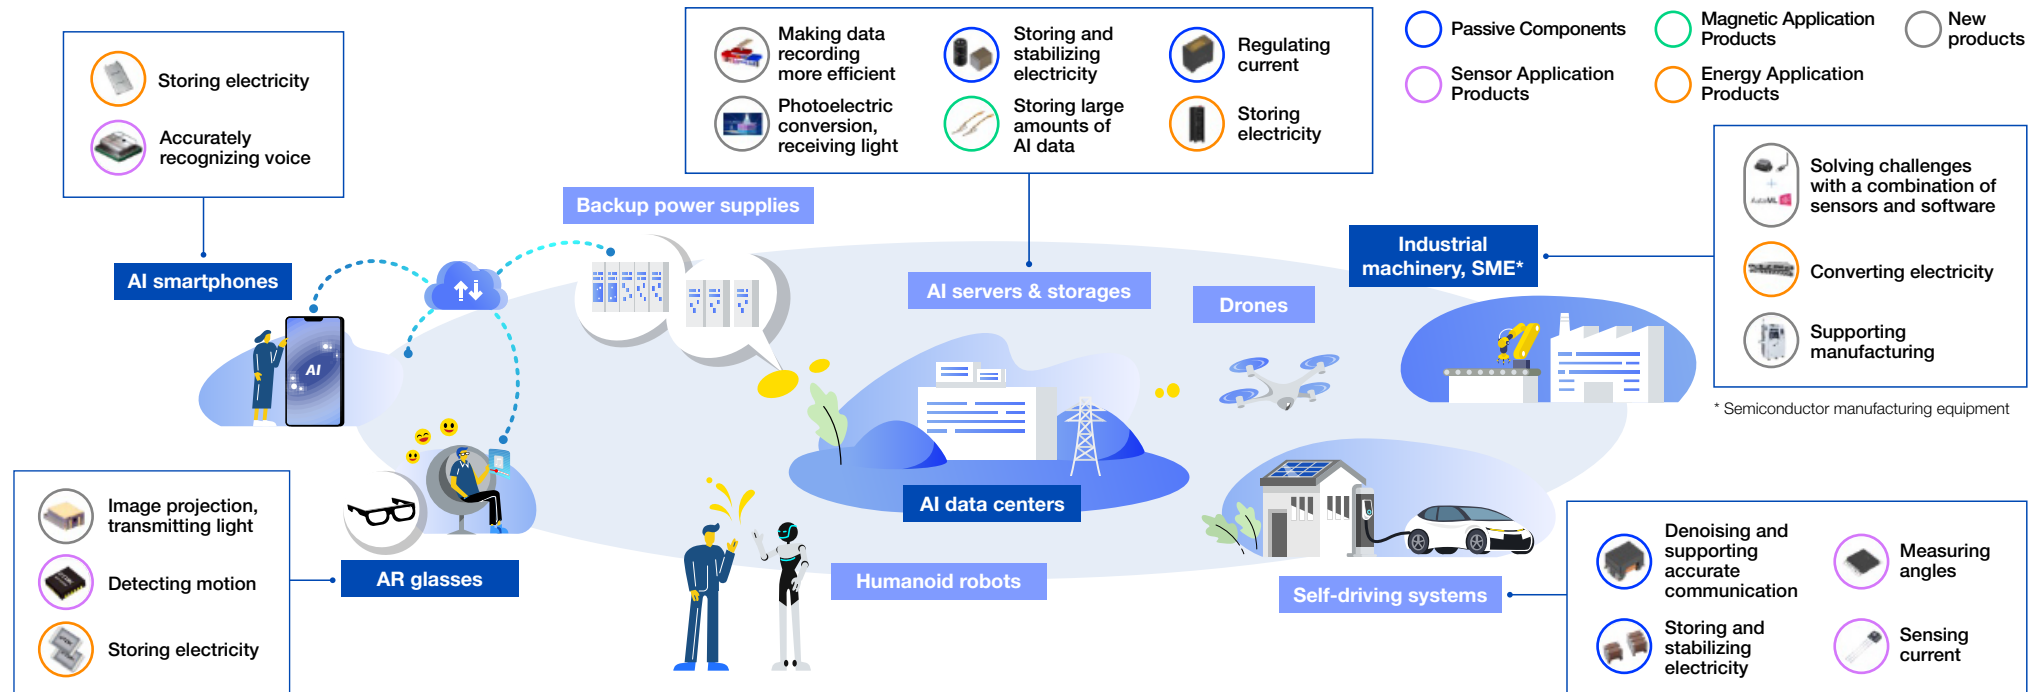 Storing electricity
Accurately
recognizing voice
AI smartphones
AI
Making data
recording
more efficient
Storing and
stabilizing
electricity
Regulating
current
Photoelectric
conversion,
receiving light
Storing large
amounts of
AI data
Storing
electricity
Passive Components
Magnetic Application
Products
New
products
Sensor Application
Products
Energy Application
Products
Backup power supplies
AI servers & storages
Drones
Industrial
machinery, SME*
Solving challenges
with a combination of
sensors and software
AutoML
Converting electricity
Supporting
manufacturing
* Semiconductor manufacturing equipment
Image projection,
transmitting light
Detecting motion
Storing electricity
AR glasses
AI data centers
Humanoid robots
Self-driving systems
Denoising and
supporting
accurate
communication
Measuring
angles
Storing and
stabilizing
electricity
Sensing
current